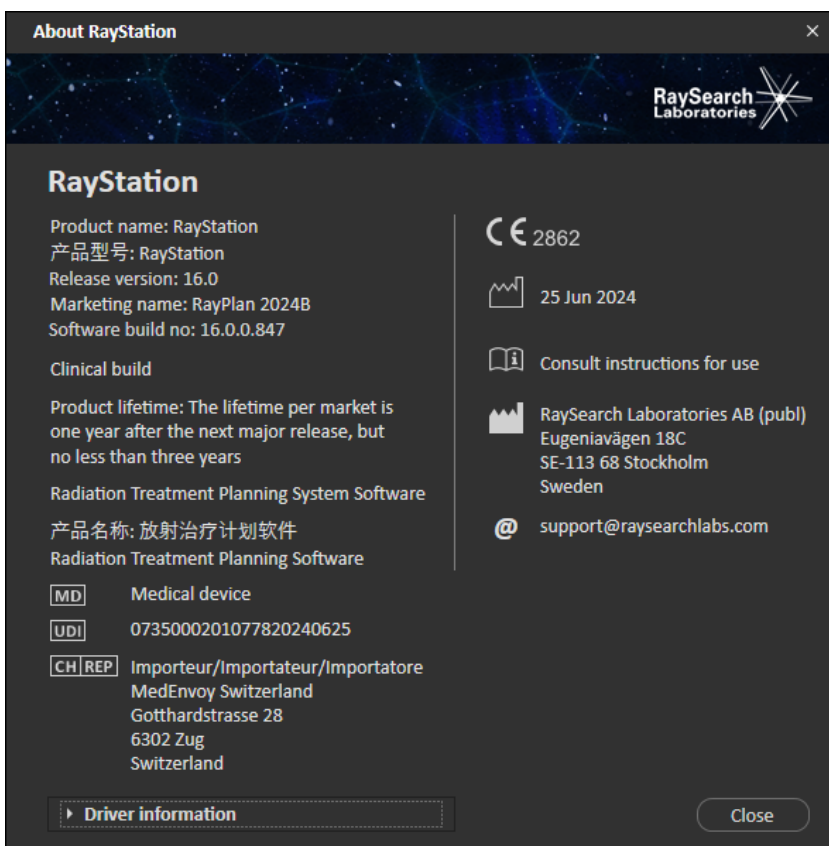 About RayStation
RaySearch
Laboratories
RayStation
Product name: RayStation
产品型号: RayStation
Release version: 16.0
Marketing name: RayPlan 2024B
Software build no: 16.0.0.847
Clinical build
Product lifetime: The lifetime per market is
one year after the next major release, but
no less than three years
Radiation Treatment Planning System Software
产品名称: 放射治疗计划软件
Radiation Treatment Planning Software
MD Medical device
UDI 0735000201077820240625
CH REP Importeur/Importateur/Importatore
MedEnvoy Switzerland
Gotthardstrasse 28
6302 Zug
Switzerland
CE 2862
25 Jun 2024
i Consult instructions for use
RaySearch Laboratories AB (publ)
Eugeniavägen 18C
SE-113 68 Stockholm
Sweden
@ support@raysearchlabs.com
Driver information
Close